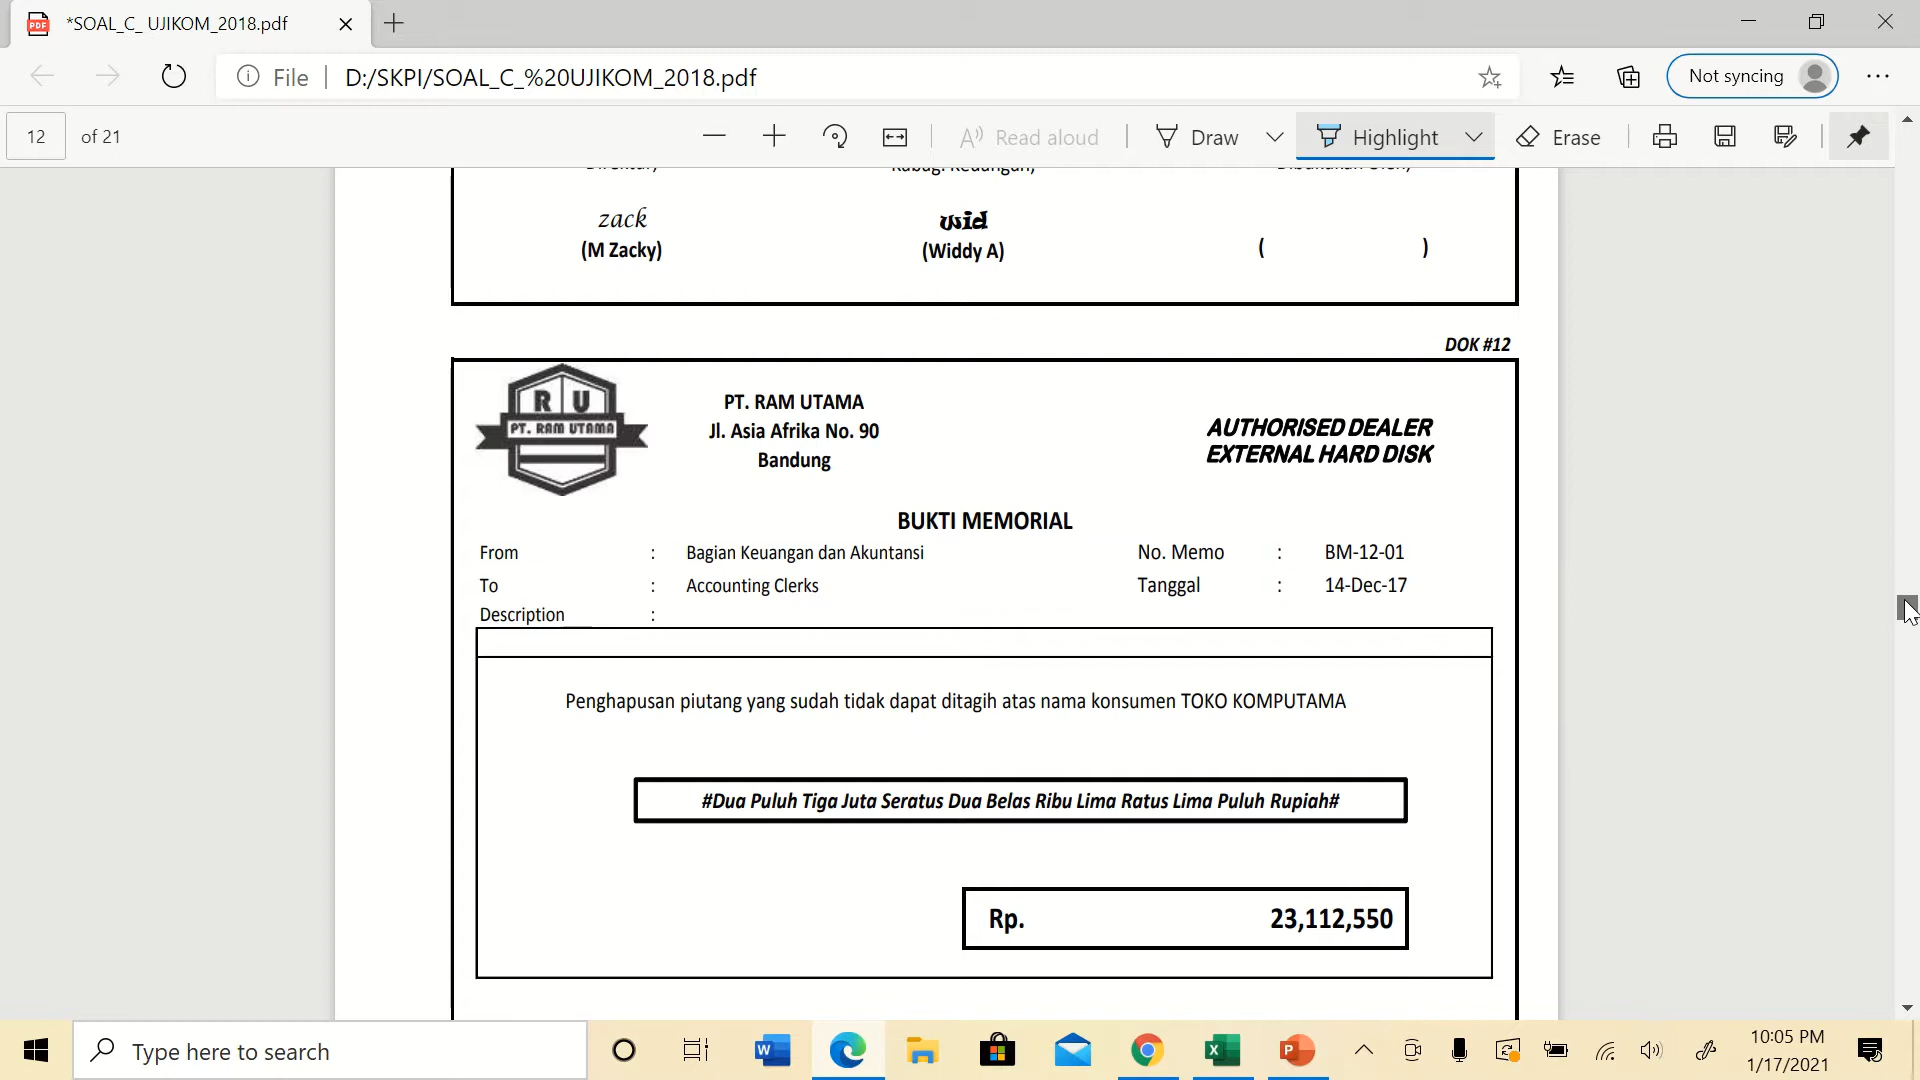 *SOAL_C_ UJIKOM_2018.pdf
File
D:/SKPI/SOAL_C_%20UJIKOM_2018.pdf
Not syncing
12 of 21
Read aloud
Draw
Highlight
Erase
zack
wid
(M Zacky)
(Widdy A)
( )
DOK #12
R U
PT. RAM UTAMA
PT. RAM UTAMA
Jl. Asia Afrika No. 90
Bandung
AUTHORISED DEALER
EXTERNAL HARD DISK
BUKTI MEMORIAL
From : Bagian Keuangan dan Akuntansi No. Memo : BM-12-01
To : Accounting Clerks Tanggal : 14-Dec-17
Description :
Penghapusan piutang yang sudah tidak dapat ditagih atas nama konsumen TOKO KOMPUTAMA
#Dua Puluh Tiga Juta Seratus Dua Belas Ribu Lima Ratus Lima Puluh Rupiah#
Rp. 23,112,550
Type here to search
10:05 PM
1/17/2021